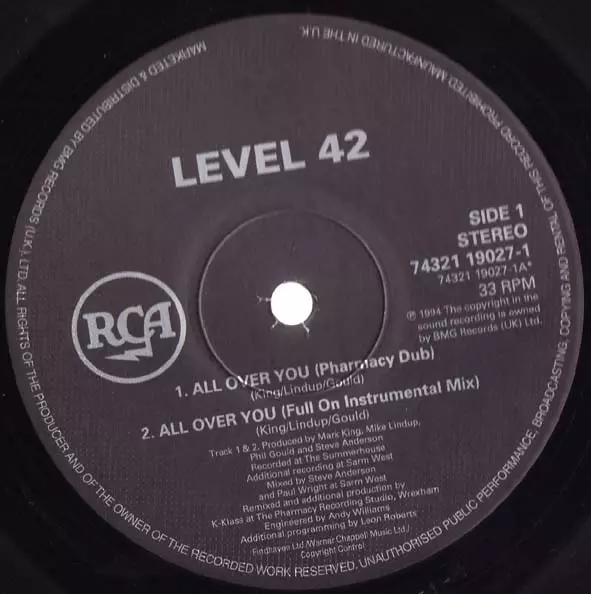 MARKETED & DISTRIBUTED BY BMG RECORDS (U.K.) LTD ALL RIGHTS OF THE PRODUCER AND OF THE OWNER OF THE RECORDED WORK RESERVED. UNAUTHORISED PUBLIC PERFORMANCE, BROADCASTING, COPYING AND RENTAL OF THIS RECORD PROHIBITED. MANUFACTURED IN THE U.K.
LEVEL 42
SIDE 1
STEREO
74321 19027-1
74321 19027-1A*
33 RPM
℗ 1994 The copyright in the
sound recording is owned
by BMG Records (UK) Ltd.
RCA
1. ALL OVER YOU (Pharmacy Dub)
(King/Lindup/Gould)
2. ALL OVER YOU (Full On Instrumental Mix)
(King/Lindup/Gould)
Track 1 & 2. Produced by Mark King, Mike Lindup,
Phil Gould and Steve Anderson
Recorded at The Summerhouse
Additional recording at Sarm West
Mixed by Steve Anderson
and Paul Wright at Sarm West
Remixed and additional production by
K-Klass at The Pharmacy Recording Studio, Wrexham
Engineered by Andy Williams
Additional programming by Leon Roberts
Findhaven Ltd./Warner Chappell Music Ltd./
Copyright Control.